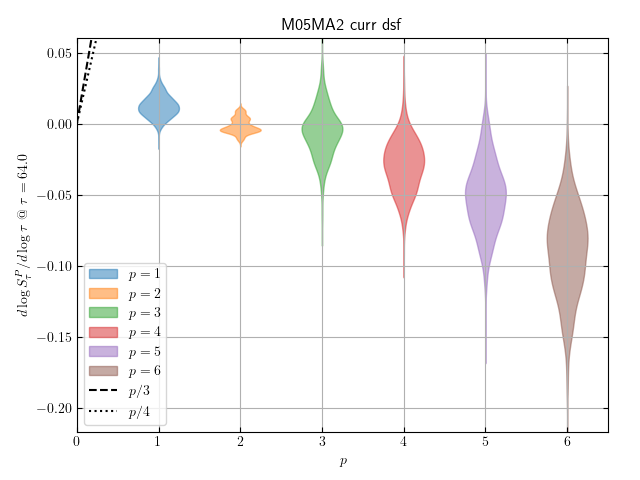 M05MA2 curr dsf
d log S_τ^P / d log τ @ τ = 64.0
0.05
0.00
−0.05
−0.10
−0.15
−0.20
p = 1
p = 2
p = 3
p = 4
p = 5
p = 6
p/3
p/4
0 1 2 3 4 5 6
p